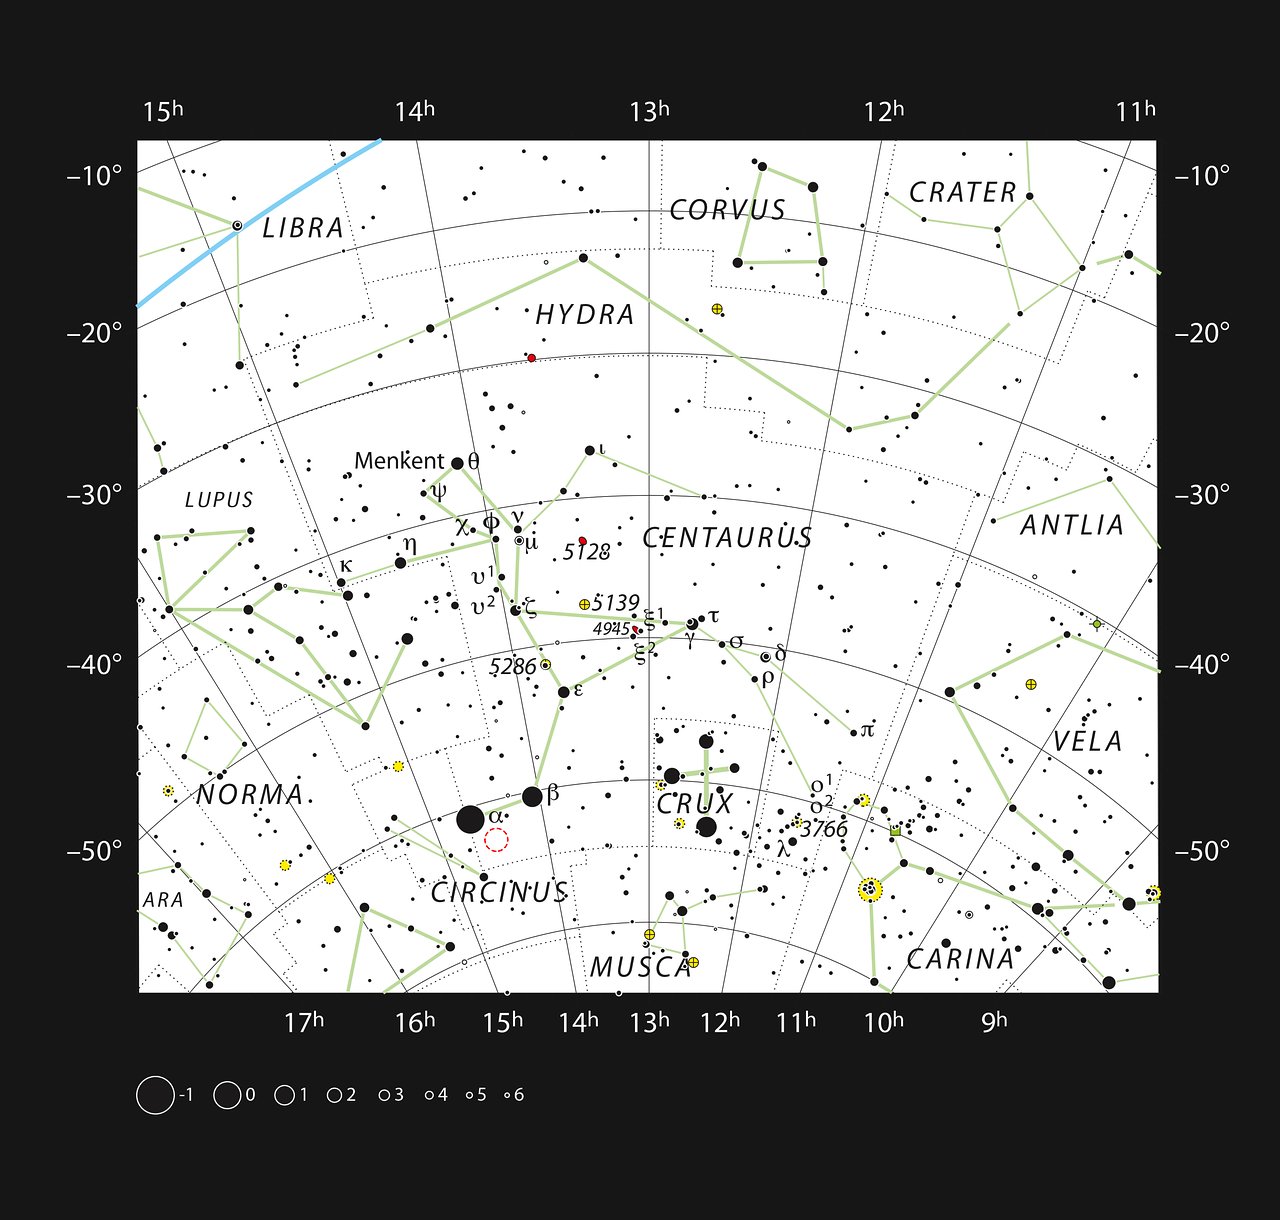 15h 14h 13h 12h 11h
–10° –10°
CRATER
CORVUS
LIBRA
HYDRA
–20° –20°
Menkent θ ι
ψ
–30° –30°
LUPUS
χ φ ν
ANTLIA
μ CENTAURUS
η
5128
κ
υ1
5139
υ2 ζ ξ1 τ
4945
γ
σ
ξ2 δ
–40° –40°
5286
ρ
ε
π
VELA
ο1
NORMA β
CRUX ο2
α 3766
λ
–50° –50°
CIRCINUS
ARA
CARINA
MUSCA
17h 16h 15h 14h 13h 12h 11h 10h 9h
-1 0 1 2 3 4 5 6